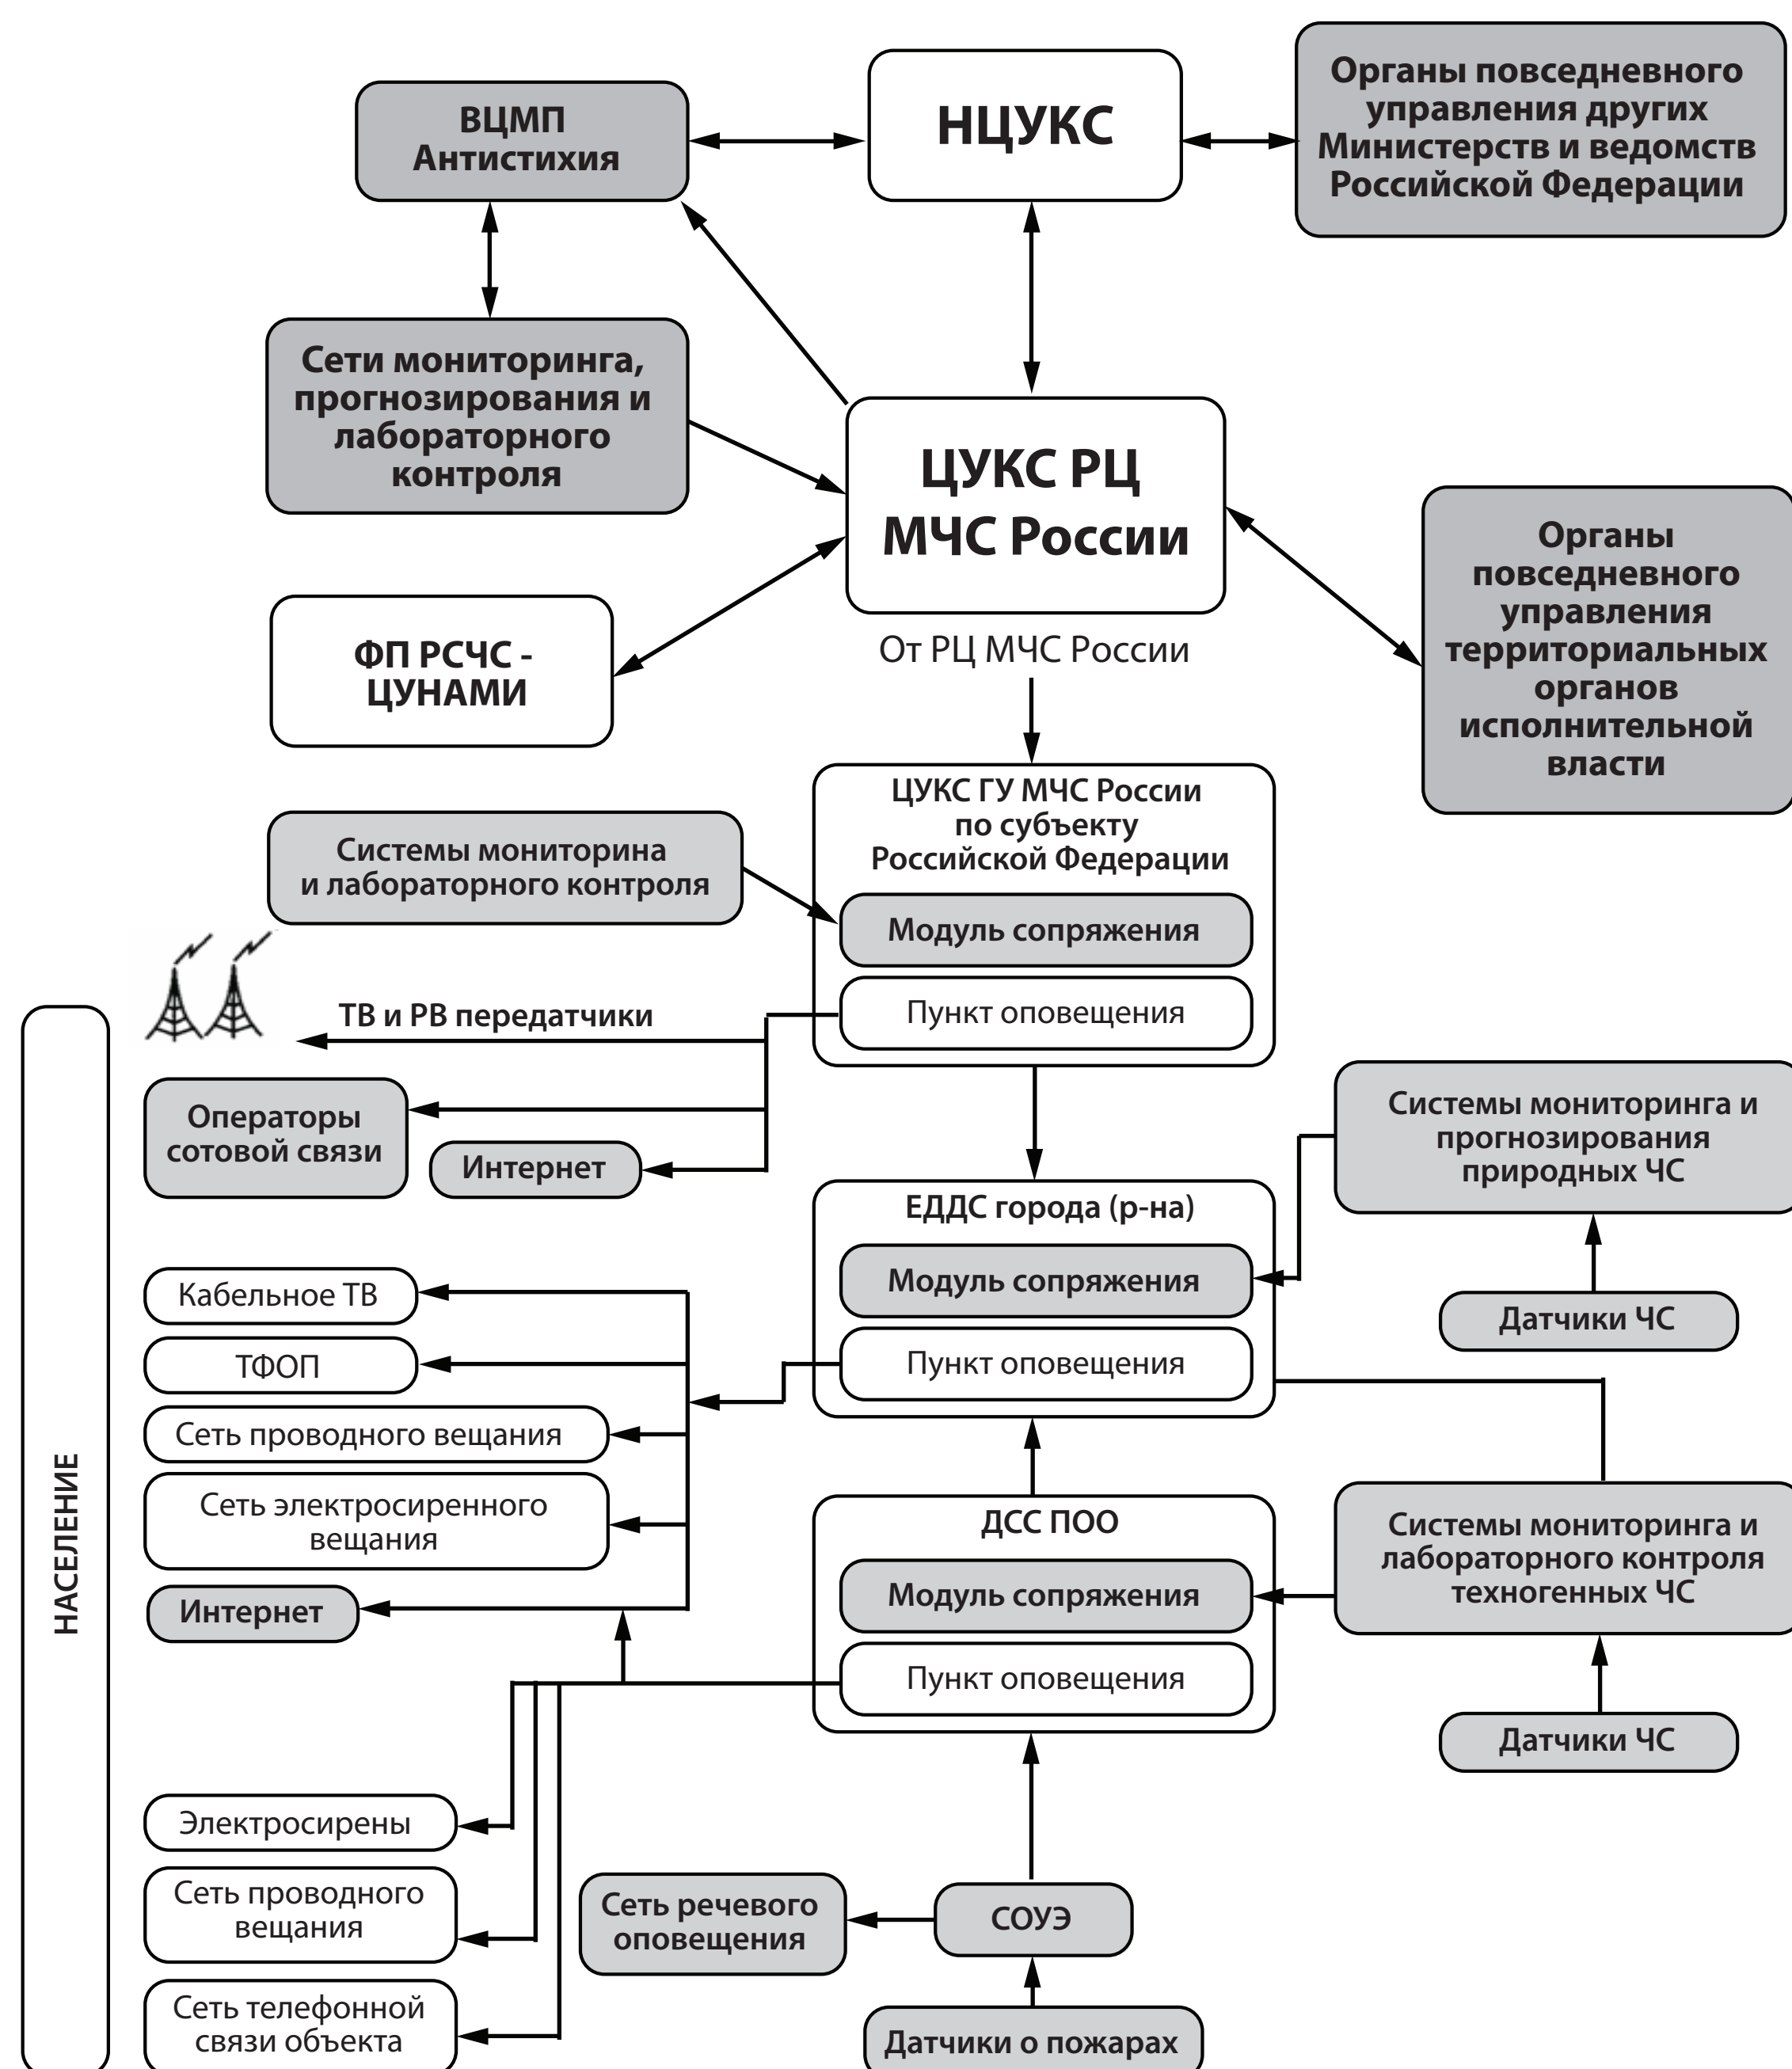 ВЦМП
Антистихия
НЦУКС
Органы повседневного
управления других
Министерств и ведомств
Российской Федерации
Сети мониторинга,
прогнозирования и
лабораторного
контроля
ЦУКС РЦ
МЧС России
Органы
повседневного
управления
территориальных
органов
исполнительной
власти
ФП РСЧС -
ЦУНАМИ
От РЦ МЧС России
ЦУКС ГУ МЧС России
по субъекту
Российской Федерации
Модуль сопряжения
Пункт оповещения
Системы мониторина
и лабораторного контроля
ТВ и РВ передатчики
Операторы
сотовой связи
Интернет
Системы мониторинга и
прогнозирования
природных ЧС
Датчики ЧС
ЕДДС города (р-на)
Модуль сопряжения
Пункт оповещения
Кабельное ТВ
ТФОП
Сеть проводного вещания
Сеть электросиренного
вещания
Интернет
НАСЕЛЕНИЕ
ДСС ПОО
Модуль сопряжения
Пункт оповещения
Системы мониторинга и
лабораторного контроля
техногенных ЧС
Датчики ЧС
Электросирены
Сеть проводного
вещания
Сеть телефонной
связи объекта
Сеть речевого
оповещения
СОУЭ
Датчики о пожарах